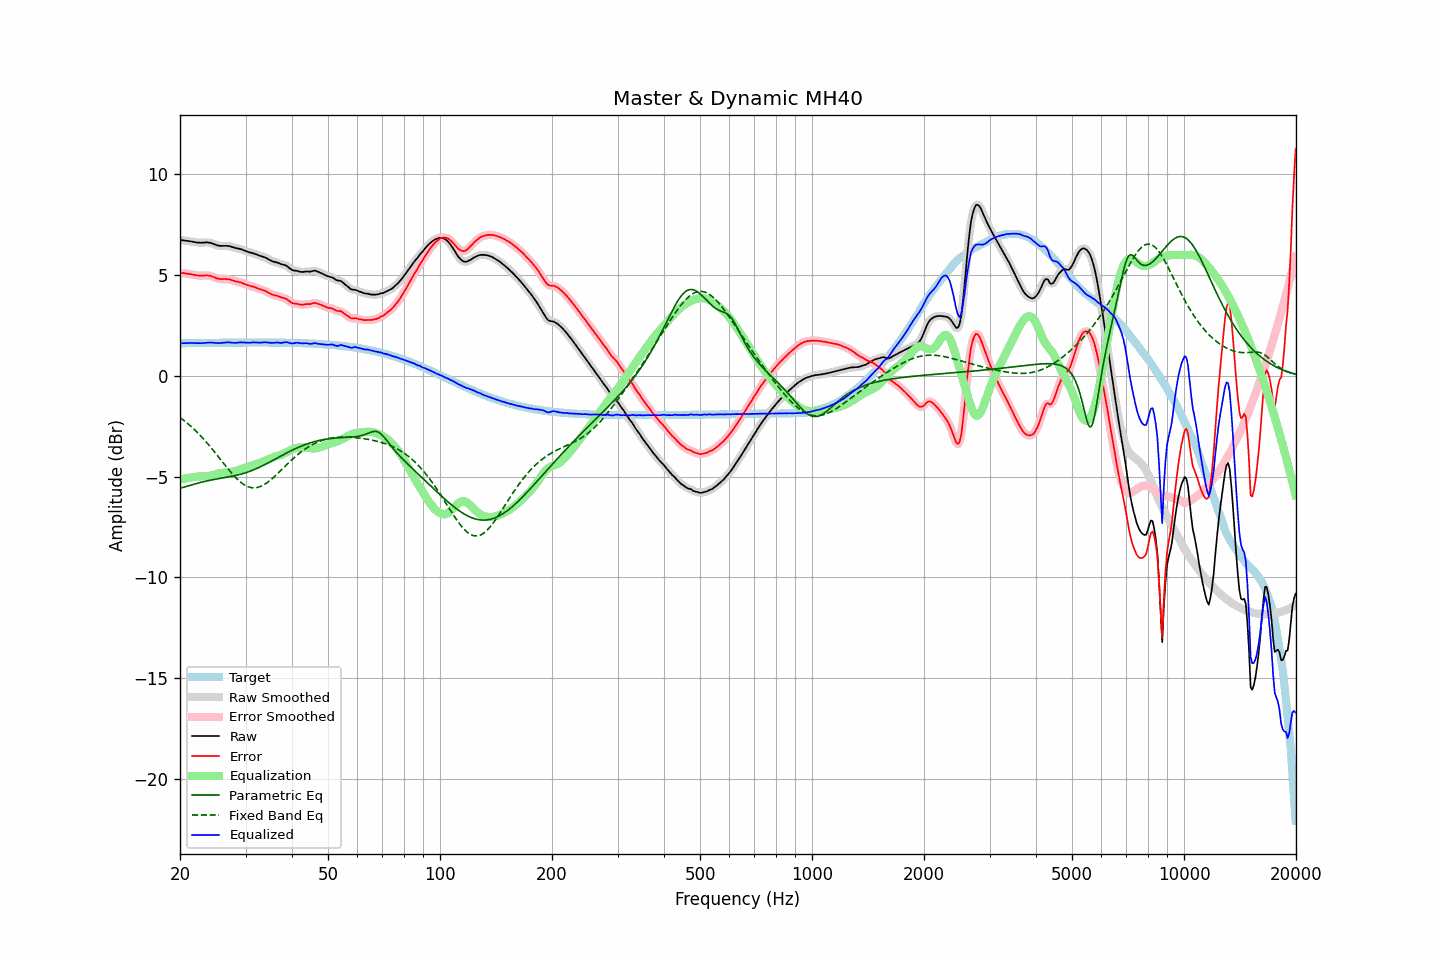 Master & Dynamic MH40
Amplitude (dBr)
10
5
0
−5
−10
−15
−20
Target
Raw Smoothed
Error Smoothed
Raw
Error
Equalization
Parametric Eq
Fixed Band Eq
Equalized
20 50 100 200 500 1000 2000 5000 10000 20000
Frequency (Hz)